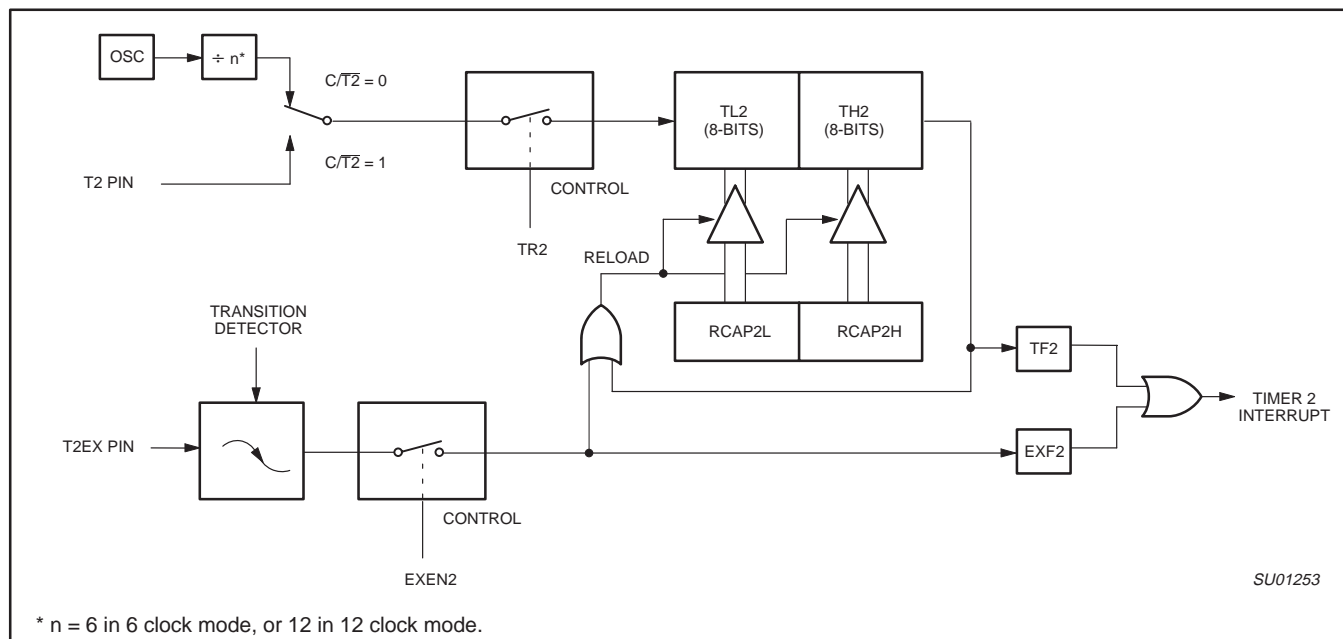 OSC
÷ n*
C/T2 = 0
TL2
(8-BITS)
TH2
(8-BITS)
C/T2 = 1
T2 PIN
CONTROL
TR2
RELOAD
TRANSITION
DETECTOR
RCAP2L
RCAP2H
TF2
TIMER 2
INTERRUPT
T2EX PIN
EXF2
CONTROL
EXEN2
SU01253
* n = 6 in 6 clock mode, or 12 in 12 clock mode.